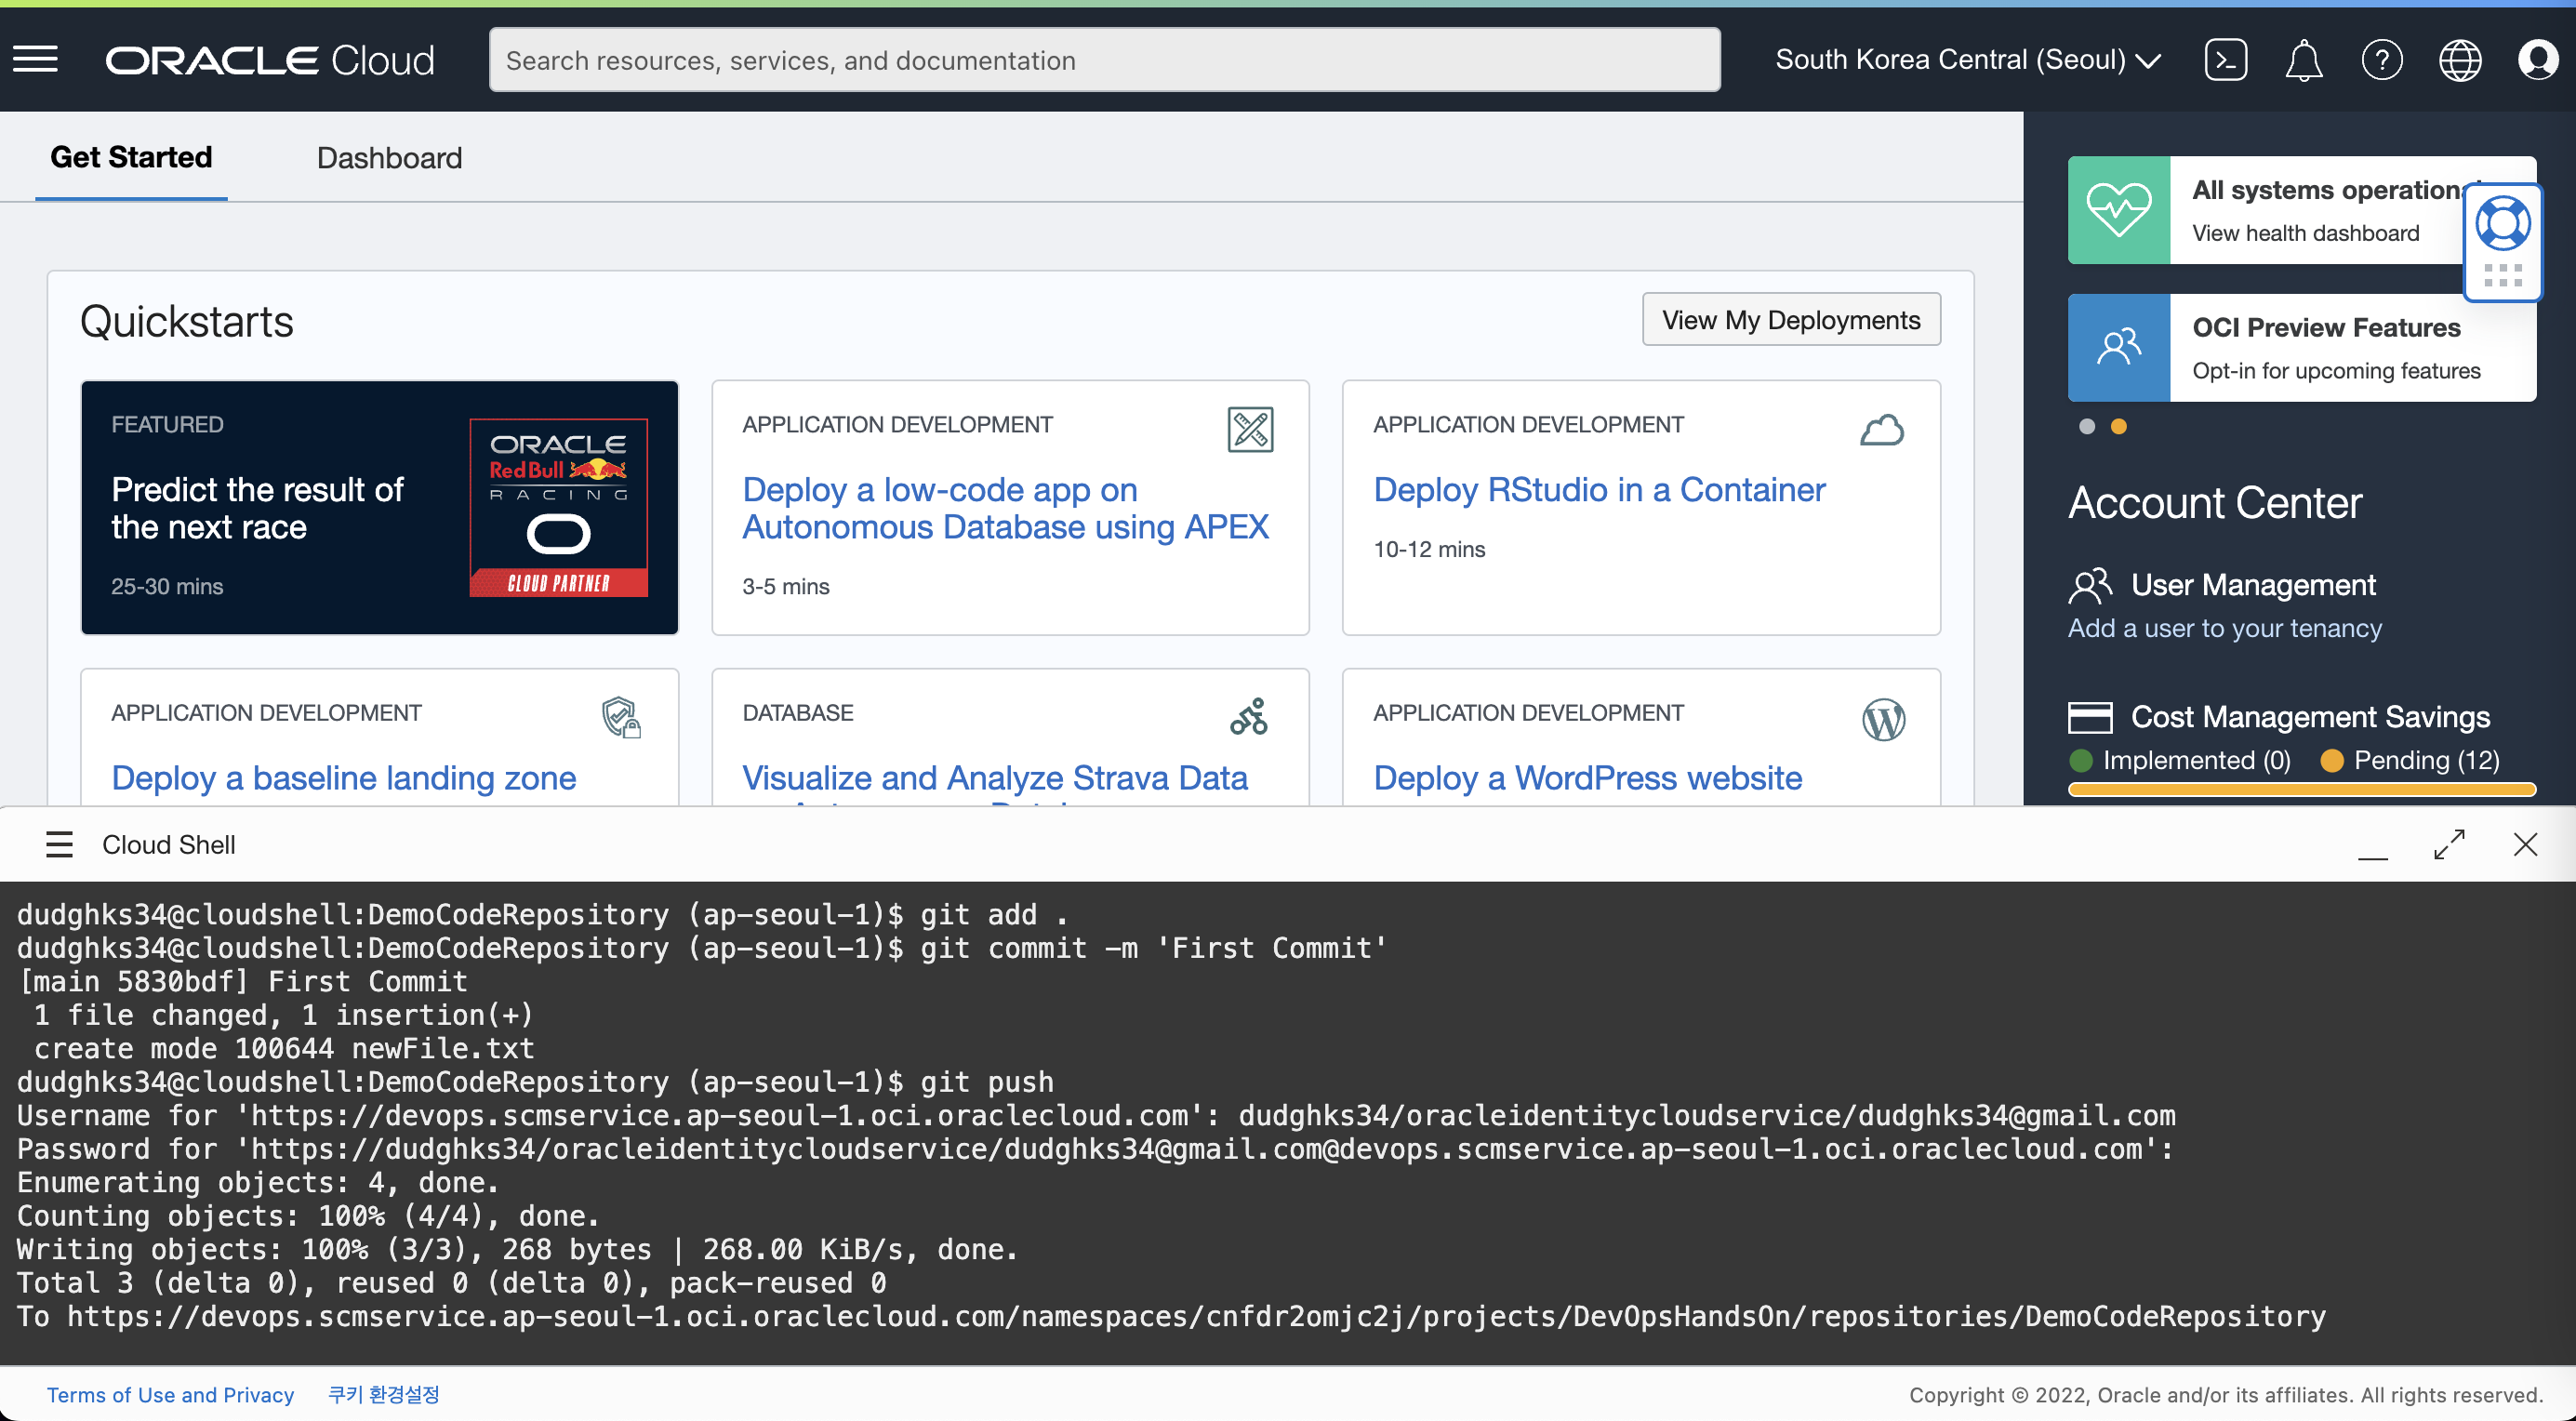 ORACLE Cloud
Search resources, services, and documentation
South Korea Central (Seoul)
Get Started
Dashboard
All systems operational
View health dashboard
OCI Preview Features
Opt-in for upcoming features
Quickstarts
View My Deployments
FEATURED
Predict the result of
the next race
25-30 mins
ORACLE
Red Bull
RACING
CLOUD PARTNER
APPLICATION DEVELOPMENT
Deploy a low-code app on
Autonomous Database using APEX
3-5 mins
APPLICATION DEVELOPMENT
Deploy RStudio in a Container
10-12 mins
APPLICATION DEVELOPMENT
Deploy a baseline landing zone
DATABASE
Visualize and Analyze Strava Data
APPLICATION DEVELOPMENT
Deploy a WordPress website
Account Center
User Management
Add a user to your tenancy
Cost Management Savings
Implemented (0) Pending (12)
Cloud Shell
dudghks34@cloudshell:DemoCodeRepository (ap-seoul-1)$ git add .
dudghks34@cloudshell:DemoCodeRepository (ap-seoul-1)$ git commit -m 'First Commit'
[main 5830bdf] First Commit
1 file changed, 1 insertion(+)
create mode 100644 newFile.txt
dudghks34@cloudshell:DemoCodeRepository (ap-seoul-1)$ git push
Username for 'https://devops.scmservice.ap-seoul-1.oci.oraclecloud.com': dudghks34/oracleidentitycloudservice/dudghks34@gmail.com
Password for 'https://dudghks34/oracleidentitycloudservice/dudghks34@gmail.com@devops.scmservice.ap-seoul-1.oci.oraclecloud.com':
Enumerating objects: 4, done.
Counting objects: 100% (4/4), done.
Writing objects: 100% (3/3), 268 bytes | 268.00 KiB/s, done.
Total 3 (delta 0), reused 0 (delta 0), pack-reused 0
To https://devops.scmservice.ap-seoul-1.oci.oraclecloud.com/namespaces/cnfdr2omjc2j/projects/DevOpsHandsOn/repositories/DemoCodeRepository
Terms of Use and Privacy
쿠키 환경설정
Copyright © 2022, Oracle and/or its affiliates. All rights reserved.